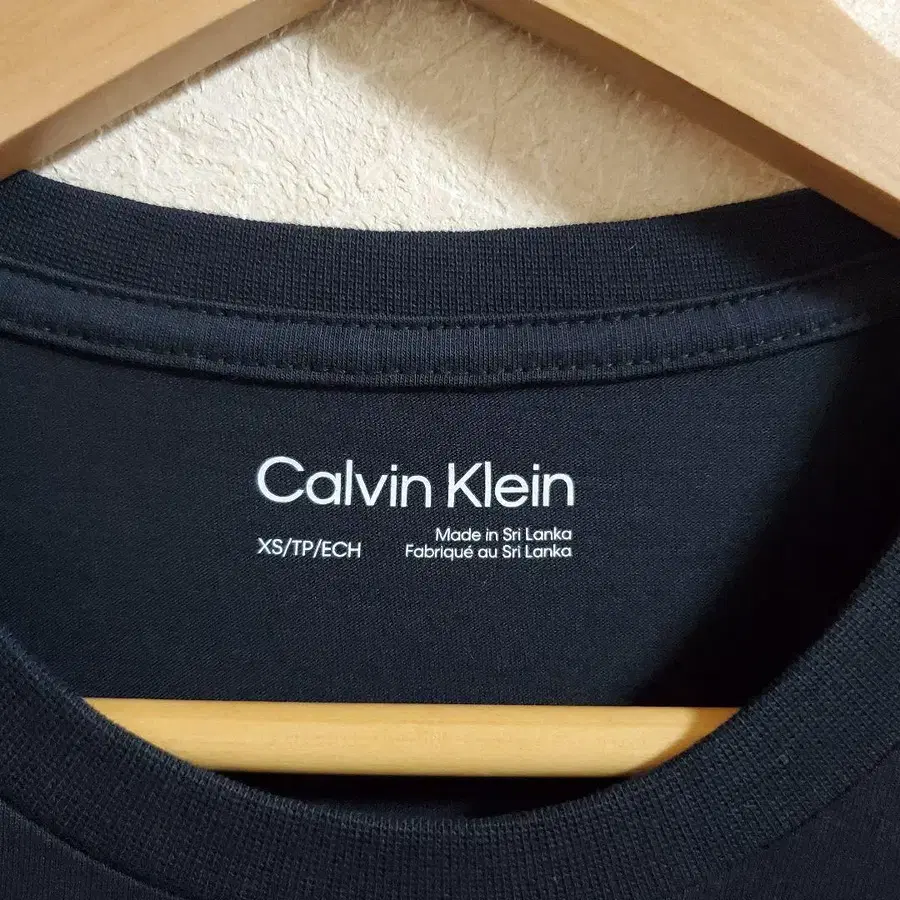 Calvin Klein
XS/TP/ECH
Made in Sri Lanka
Fabriqué au Sri Lanka